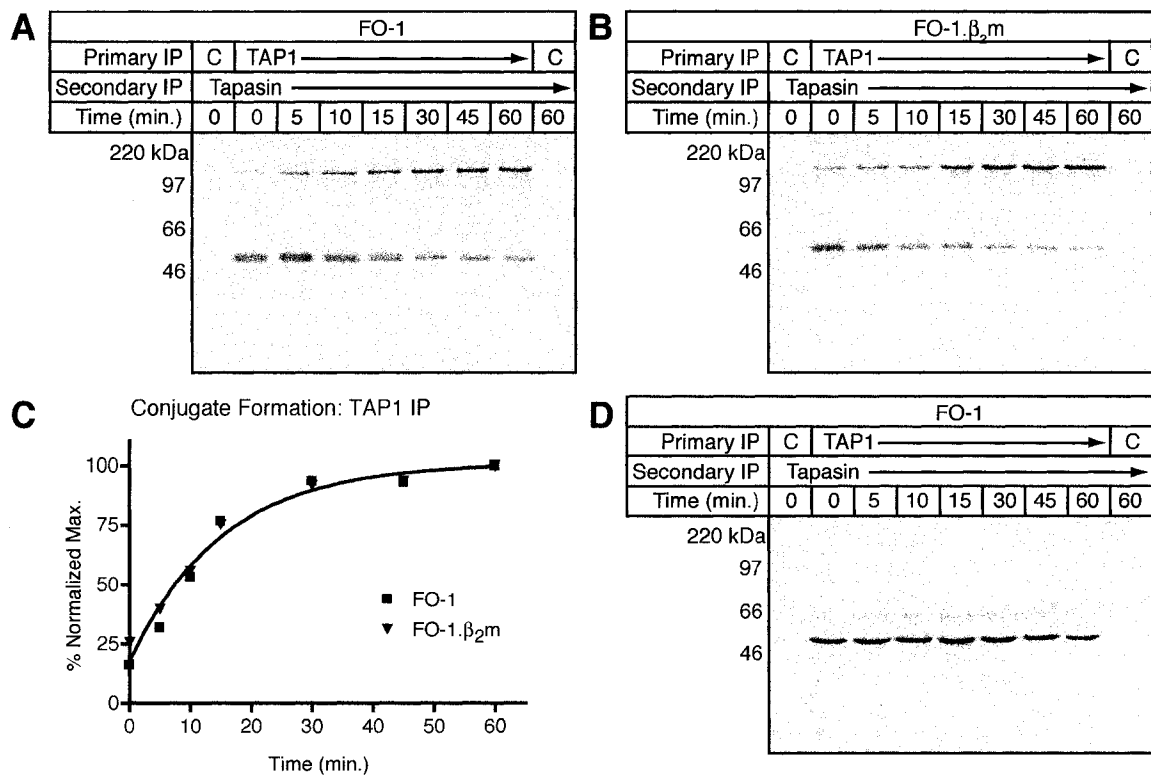 A
FO-1
Primary IP C TAP1 C
Secondary IP Tapasin
Time (min.) 0 0 5 10 15 30 45 60 60
220 kDa
97
66
46
B
FO-1.β₂m
Primary IP C TAP1 C
Secondary IP Tapasin
Time (min.) 0 0 5 10 15 30 45 60 60
220 kDa
97
66
46
C
Conjugate Formation: TAP1 IP
% Normalized Max.
100
75
50
25
0
FO-1
FO-1.β₂m
0 10 20 30 40 50 60
Time (min.)
D
FO-1
Primary IP C TAP1 C
Secondary IP Tapasin
Time (min.) 0 0 5 10 15 30 45 60 60
220 kDa
97
66
46